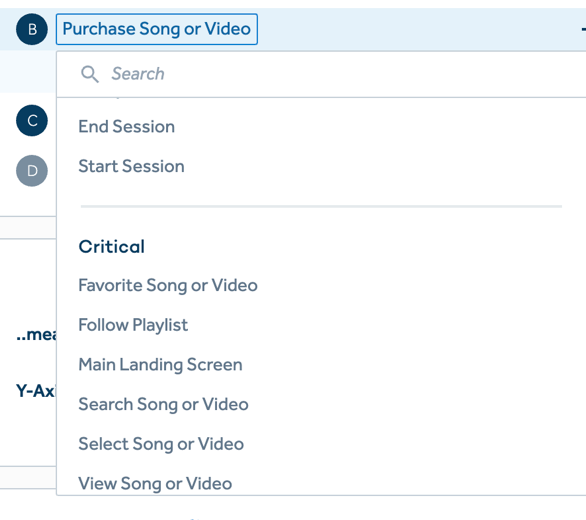 B Purchase Song or Video
Search
End Session
C
Start Session
D
Critical
Favorite Song or Video
Follow Playlist
..mea
Main Landing Screen
Y-Axi
Search Song or Video
Select Song or Video
View Song or Video